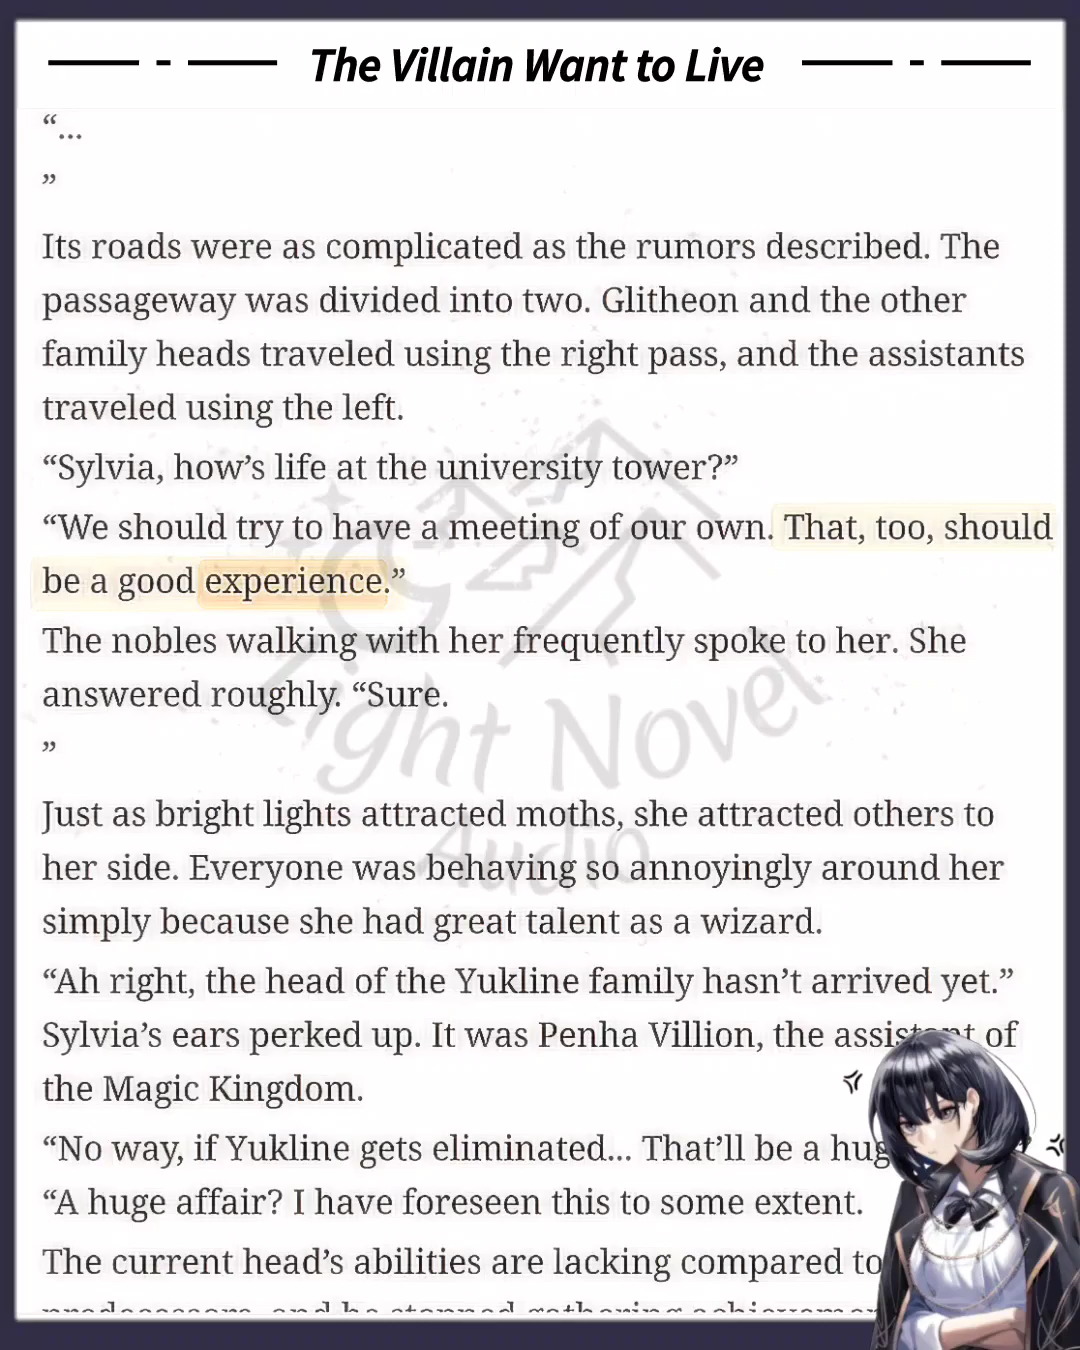 The Villain Want to Live
“...
”
Its roads were as complicated as the rumors described. The
passageway was divided into two. Glitheon and the other
family heads traveled using the right pass, and the assistants
traveled using the left.
“Sylvia, how’s life at the university tower?”
“We should try to have a meeting of our own. That, too, should
be a good experience.”
The nobles walking with her frequently spoke to her. She
answered roughly. “Sure.
”
Just as bright lights attracted moths, she attracted others to
her side. Everyone was behaving so annoyingly around her
simply because she had great talent as a wizard.
“Ah right, the head of the Yukline family hasn’t arrived yet.”
Sylvia’s ears perked up. It was Penha Villion, the assistant of
the Magic Kingdom.
“No way, if Yukline gets eliminated... That’ll be a hug
“A huge affair? I have foreseen this to some extent.
The current head’s abilities are lacking compared to
Light Novel
Audio